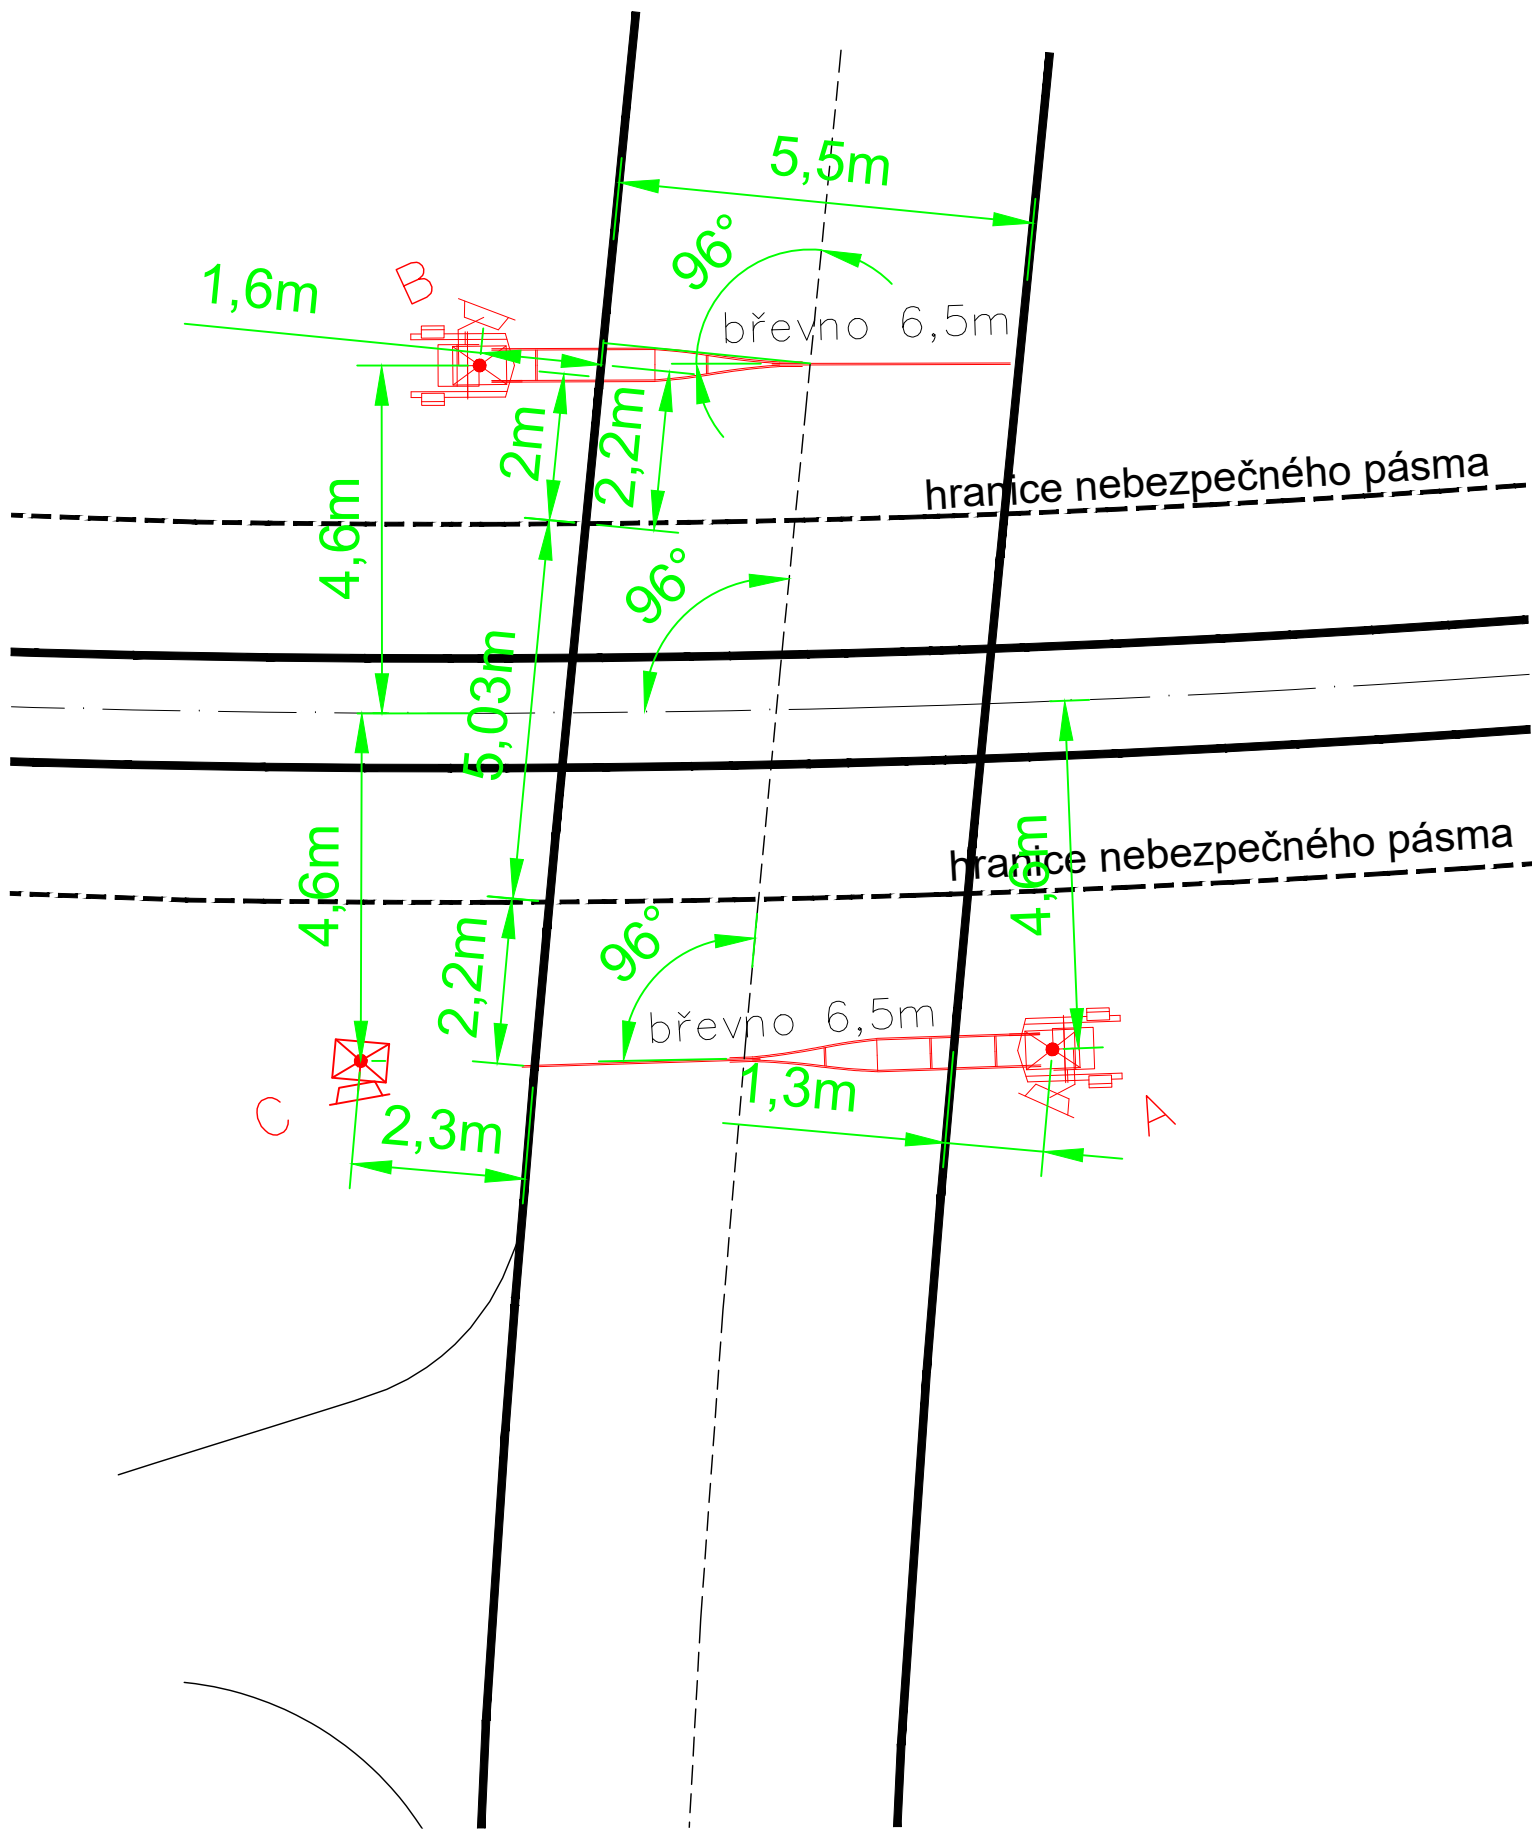 5,5m
96°
B
1,6m
břevno 6,5m
2m
2,2m
hranice nebezpečného pásma
4,6m
96°
5,03m
hranice nebezpečného pásma
4,6m
4,6m
96°
2,2m
břevno 6,5m
1,3m
C
2,3m
A